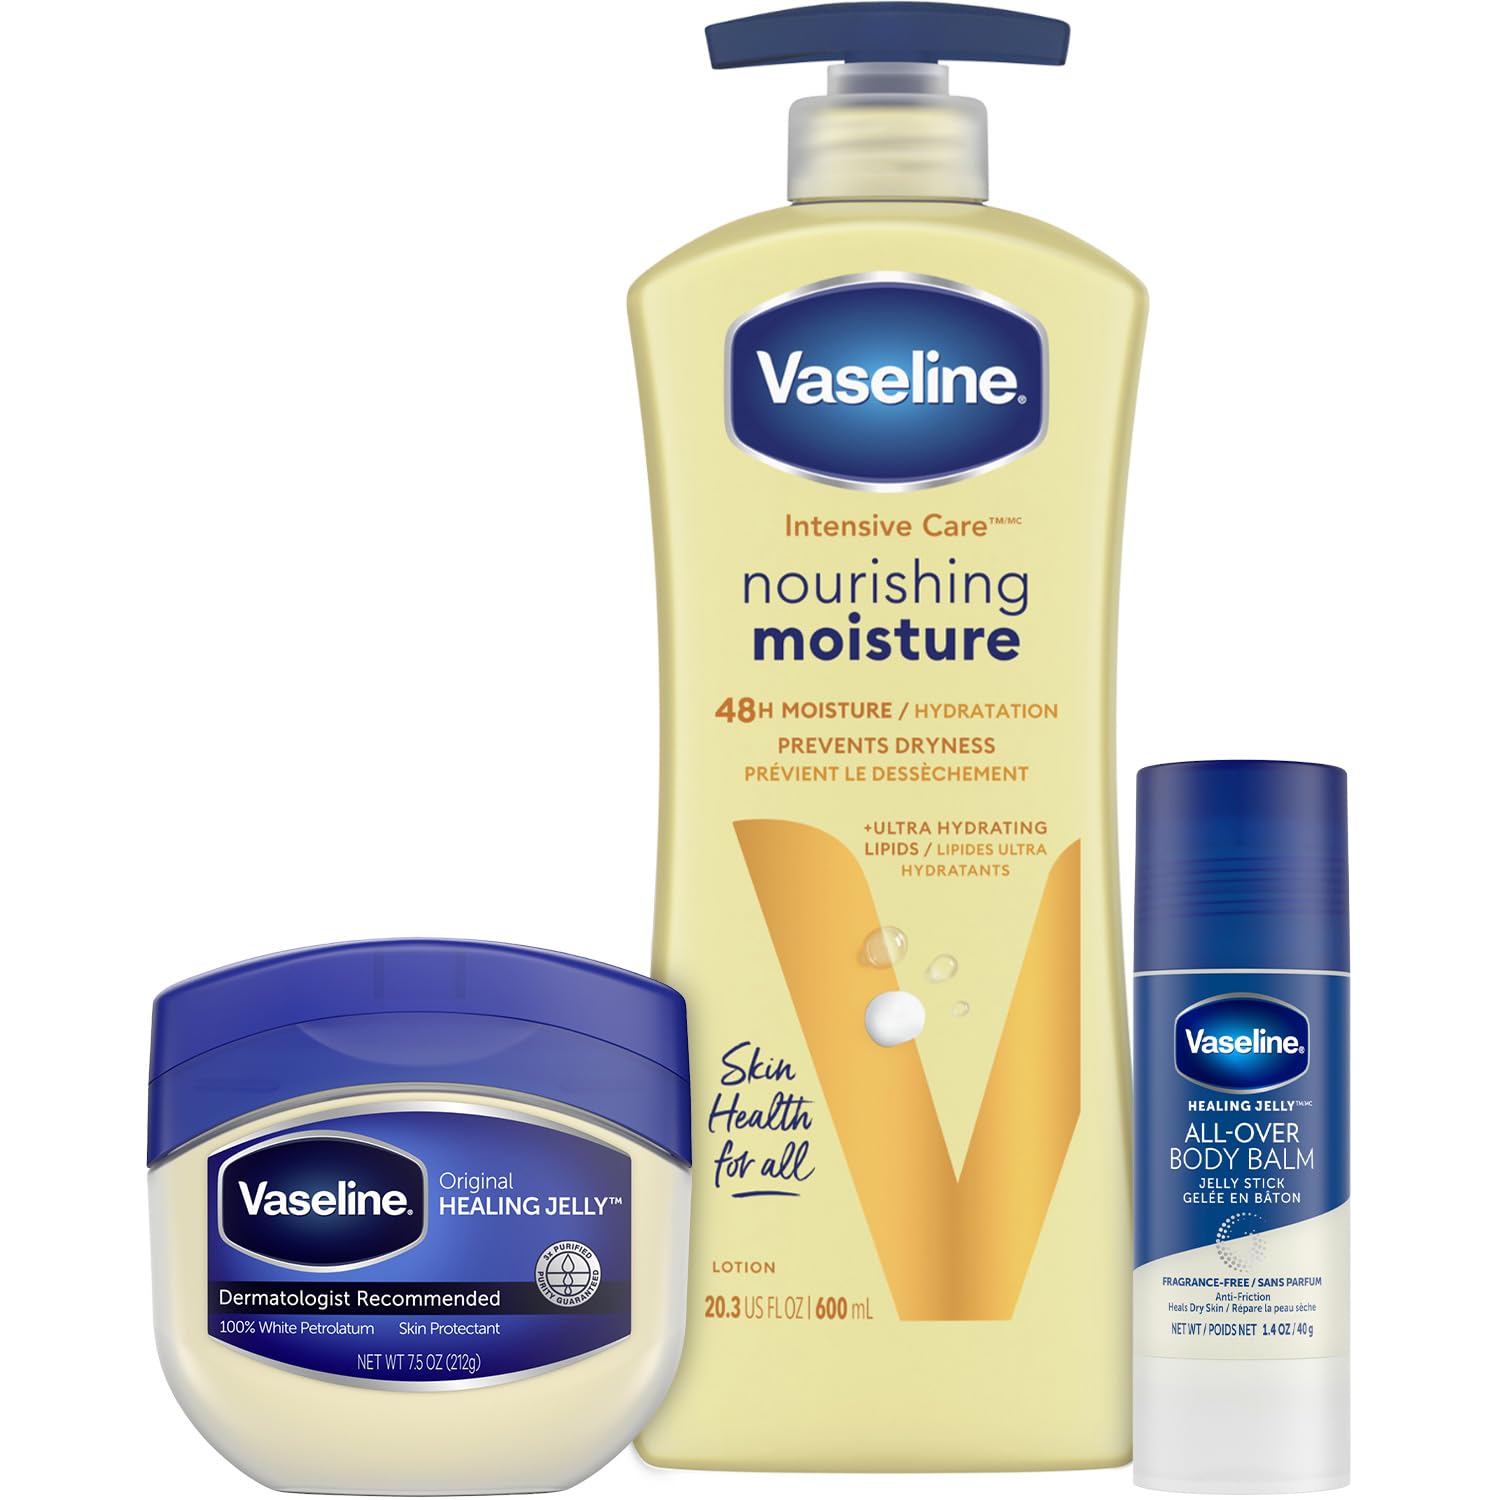 Vaseline®
Intensive Care™/MC
nourishing
moisture
48H MOISTURE / HYDRATATION
PREVENTS DRYNESS
PRÉVIENT LE DESSÈCHEMENT
+ULTRA HYDRATING
LIPIDS / LIPIDES ULTRA
HYDRATANTS
Skin
Health
for all
LOTION
20.3 US FL OZ | 600 mL
Vaseline®
Original
HEALING JELLY™
3x PURIFIED
PURITY GUARANTEED
Dermatologist Recommended
100% White Petrolatum Skin Protectant
NET WT 7.5 OZ (212g)
Vaseline®
HEALING JELLY™/MC
ALL-OVER
BODY BALM
JELLY STICK
GELÉE EN BÂTON
FRAGRANCE-FREE / SANS PARFUM
Anti-Friction
Heals Dry Skin / Répare la peau sèche
NET WT / POIDS NET 1.4 OZ / 40 g